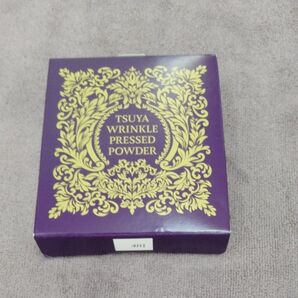 TSUYA
WRINKLE
PRESSED
POWDER